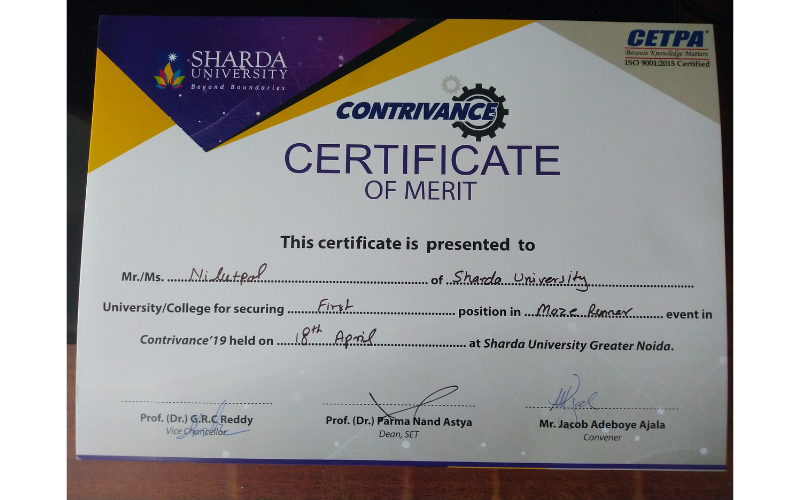 SHARDA
UNIVERSITY
Beyond Boundaries
CETPA
Because Knowledge Matters
ISO 9001:2015 Certified
CONTRIVANCE
CERTIFICATE
OF MERIT
This certificate is presented to
Mr./Ms. Nilutpal of Sharda University
University/College for securing First position in Maze Runner event in
Contrivance'19 held on 18th April at Sharda University Greater Noida.
Prof. (Dr.) G.R.C Reddy
Vice Chancellor
Prof. (Dr.) Parma Nand Astya
Dean, SET
Mr. Jacob Adeboye Ajala
Convener